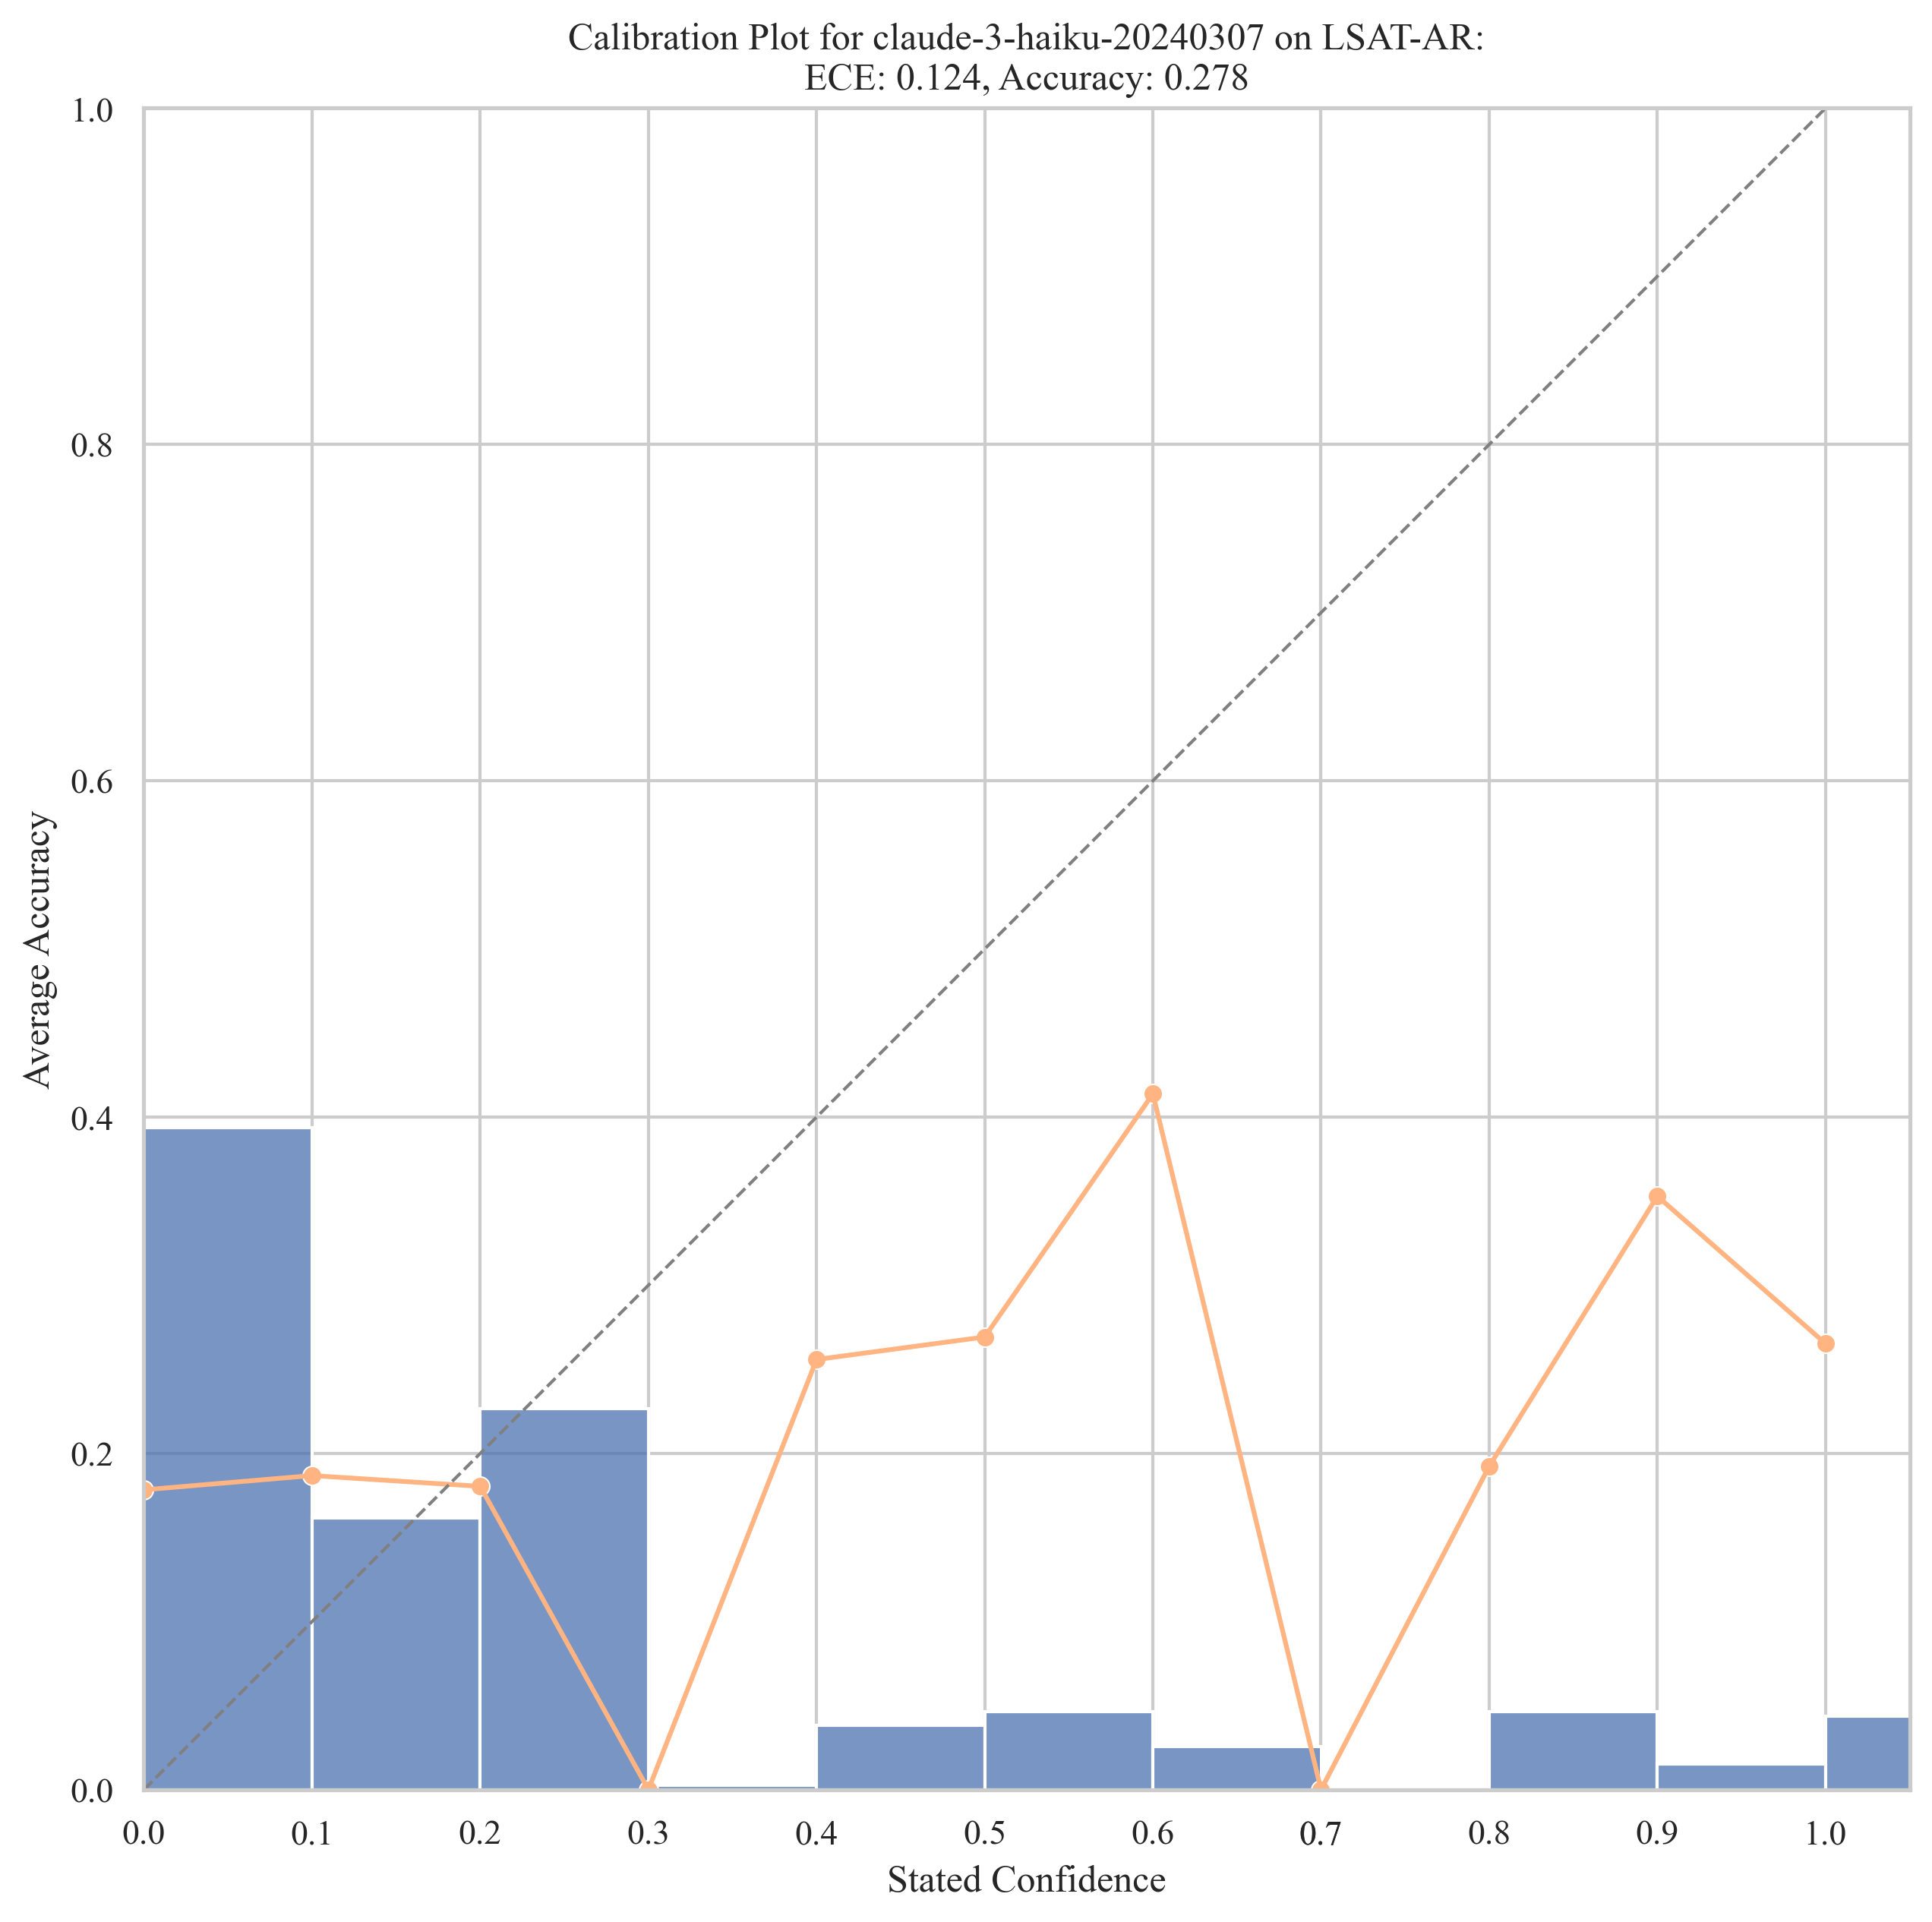 Calibration Plot for claude-3-haiku-20240307 on LSAT-AR:
ECE: 0.124, Accuracy: 0.278
1.0
0.8
0.6
0.4
0.2
0.0
Average Accuracy
0.0 0.1 0.2 0.3 0.4 0.5 0.6 0.7 0.8 0.9 1.0
Stated Confidence